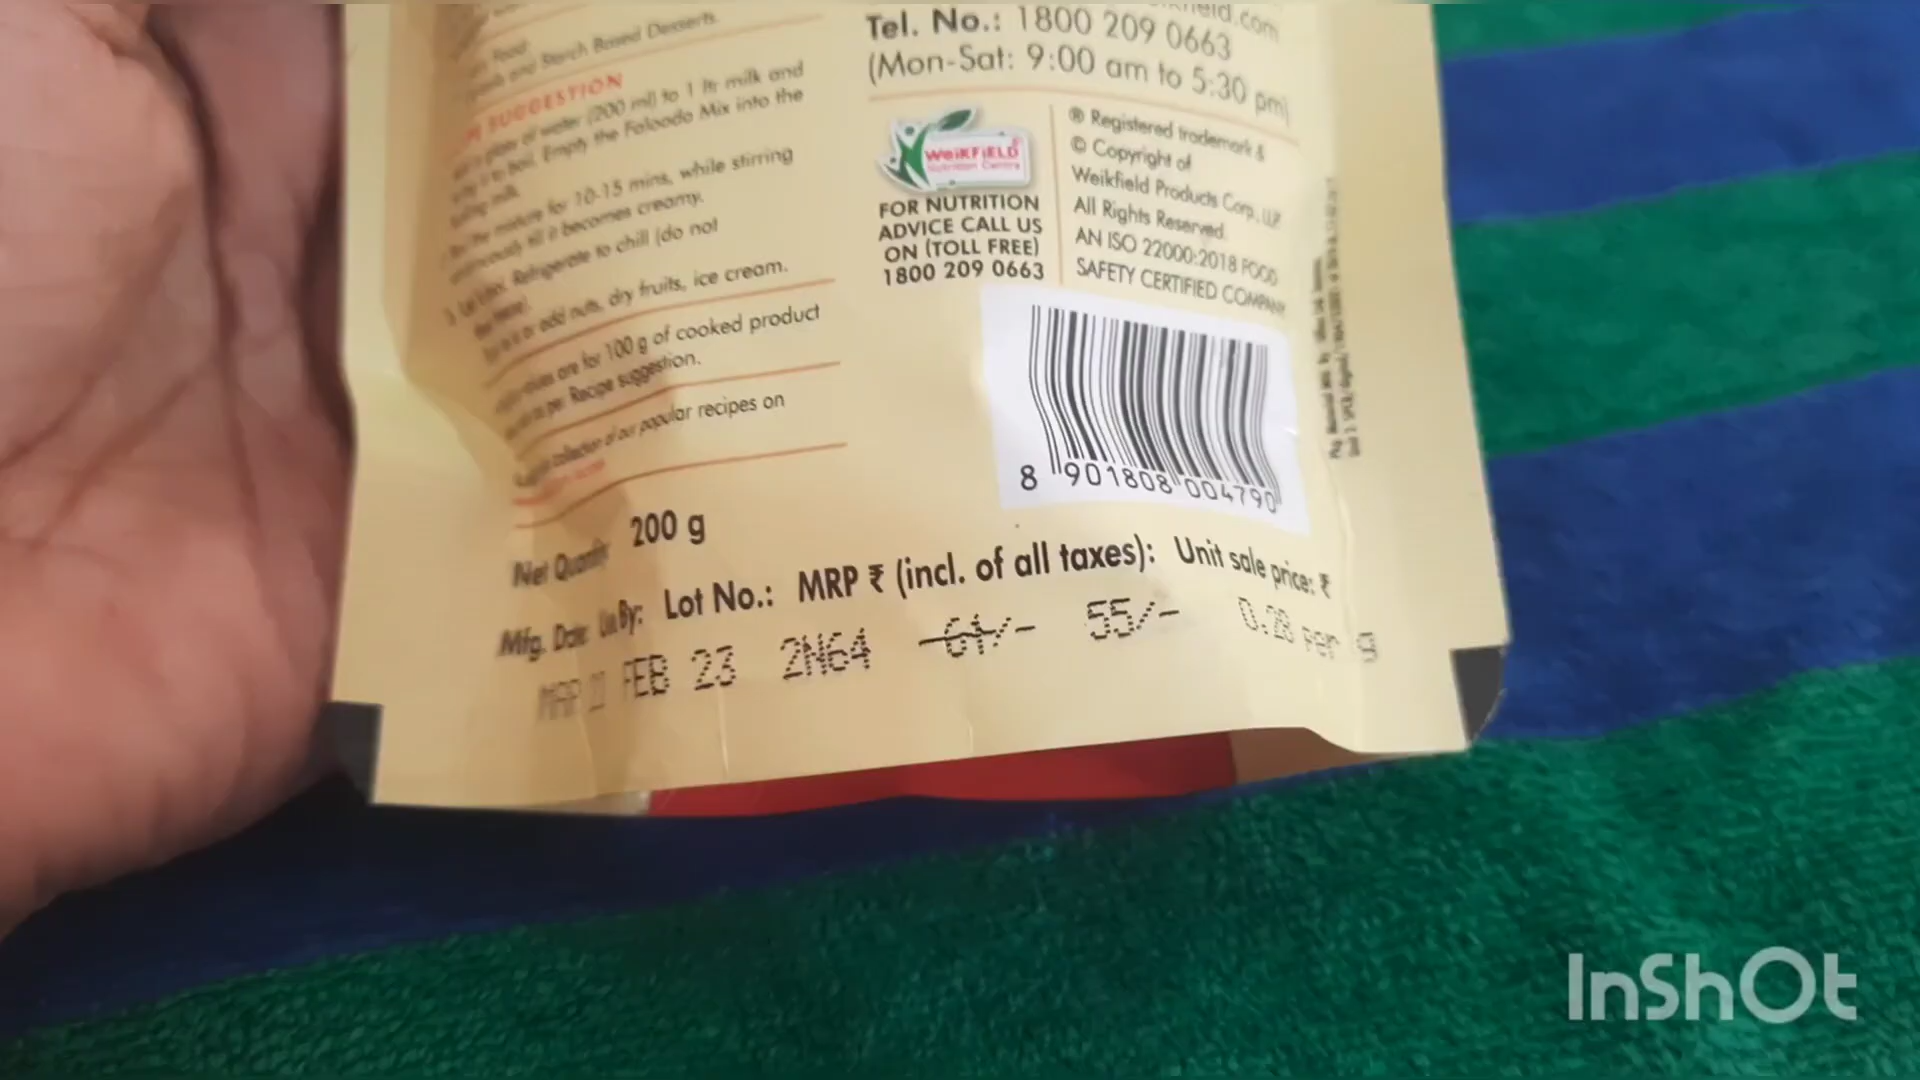 and Starch Based Desserts.
SUGGESTION
glass of water (200 ml) to 1 ltr milk and
it to boil. Empty the Falooda Mix into the
milk.
the mixture for 10-15 mins, while stirring
continuously till it becomes creamy.
Refrigerate to chill (do not
or add nuts, dry fruits, ice cream.
values are for 100 g of cooked product
as per Recipe suggestion.
collection of our popular recipes on
Tel. No.: 1800 209 0663
(Mon-Sat: 9:00 am to 5:30 pm)
WeiKFiELD
Nutrition Centre
FOR NUTRITION
ADVICE CALL US
ON (TOLL FREE)
1800 209 0663
® Registered trademark &
© Copyright of
Weikfield Products Corp. LLP.
All Rights Reserved.
AN ISO 22000:2018 FOOD
SAFETY CERTIFIED COMPANY
8 901808 004790
Net Quantity 200 g
Mfg. Date: Use By: Lot No.: MRP ₹ (incl. of all taxes): Unit sale price: ₹
MAR FEB 23 2N64 55/- 0.28 Per g
InShOt